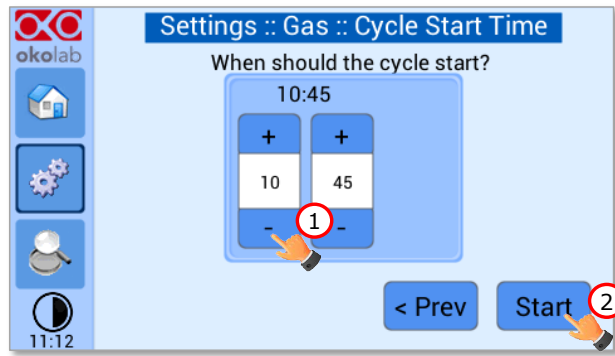 Settings :: Gas :: Cycle Start Time
okolab
When should the cycle start?
10:45
+ +
10 45
- -
1
< Prev Start
2
11:12